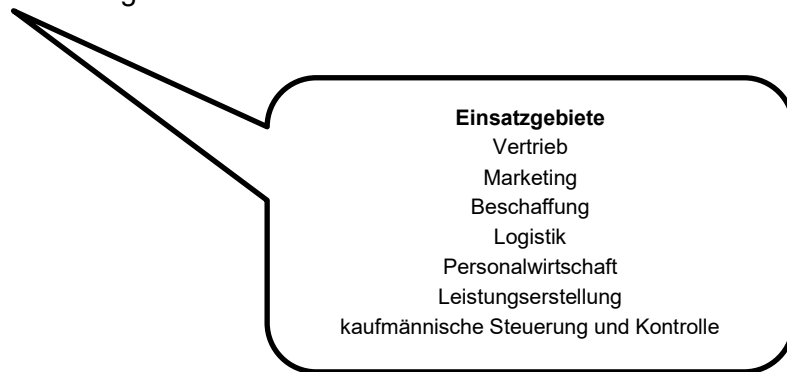 Einsatzgebiete
Vertrieb
Marketing
Beschaffung
Logistik
Personalwirtschaft
Leistungserstellung
kaufmännische Steuerung und Kontrolle